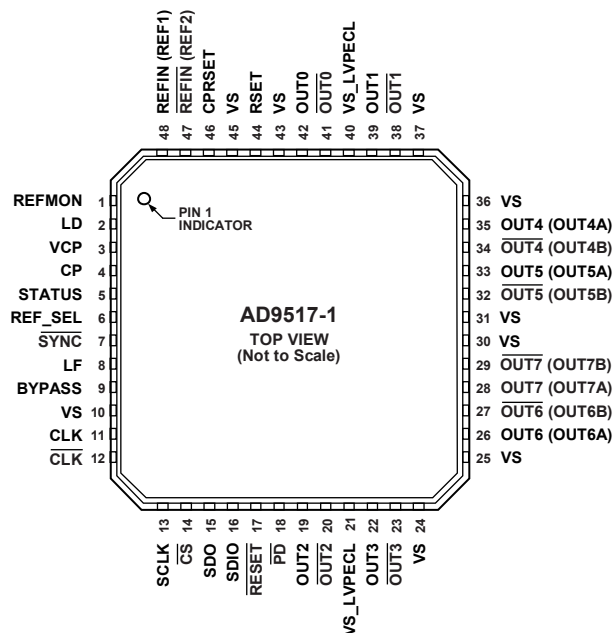 48 REFIN (REF1)
47 REFIN (REF2)
46 CPRSET
45 VS
44 RSET
43 VS
42 OUT0
41 OUT0
40 VS_LVPECL
39 OUT1
38 OUT1
37 VS
REFMON 1
LD 2
VCP 3
CP 4
STATUS 5
REF_SEL 6
SYNC 7
LF 8
BYPASS 9
VS 10
CLK 11
CLK 12
PIN 1
INDICATOR
AD9517-1
TOP VIEW
(Not to Scale)
36 VS
35 OUT4 (OUT4A)
34 OUT4 (OUT4B)
33 OUT5 (OUT5A)
32 OUT5 (OUT5B)
31 VS
30 VS
29 OUT7 (OUT7B)
28 OUT7 (OUT7A)
27 OUT6 (OUT6B)
26 OUT6 (OUT6A)
25 VS
SCLK 13
CS 14
SDO 15
SDIO 16
RESET 17
PD 18
OUT2 19
OUT2 20
VS_LVPECL 21
OUT3 22
OUT3 23
VS 24